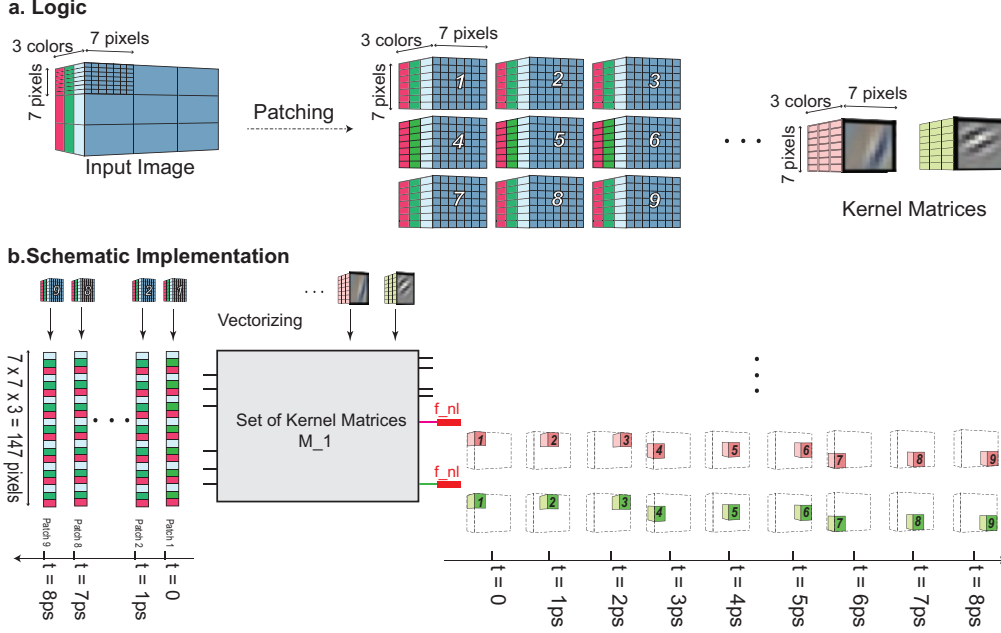 a. Logic
3 colors
7 pixels
7 pixels
Input Image
Patching
3 colors
7 pixels
7 pixels
1
2
3
4
5
6
7
8
9
. . .
3 colors
7 pixels
7 pixels
Kernel Matrices
b.Schematic Implementation
9
8
2
1
. . .
Vectorizing
7 x 7 x 3 = 147 pixels
. . .
Set of Kernel Matrices
M_1
f_nl
f_nl
1
2
3
4
5
6
7
8
9
1
2
3
4
5
6
7
8
9
Patch 9
Patch 8
Patch 2
Patch 1
t = 8ps
t = 7ps
t = 1ps
t = 0
t = 0
t = 1ps
t = 2ps
t = 3ps
t = 4ps
t = 5ps
t = 6ps
t = 7ps
t = 8ps